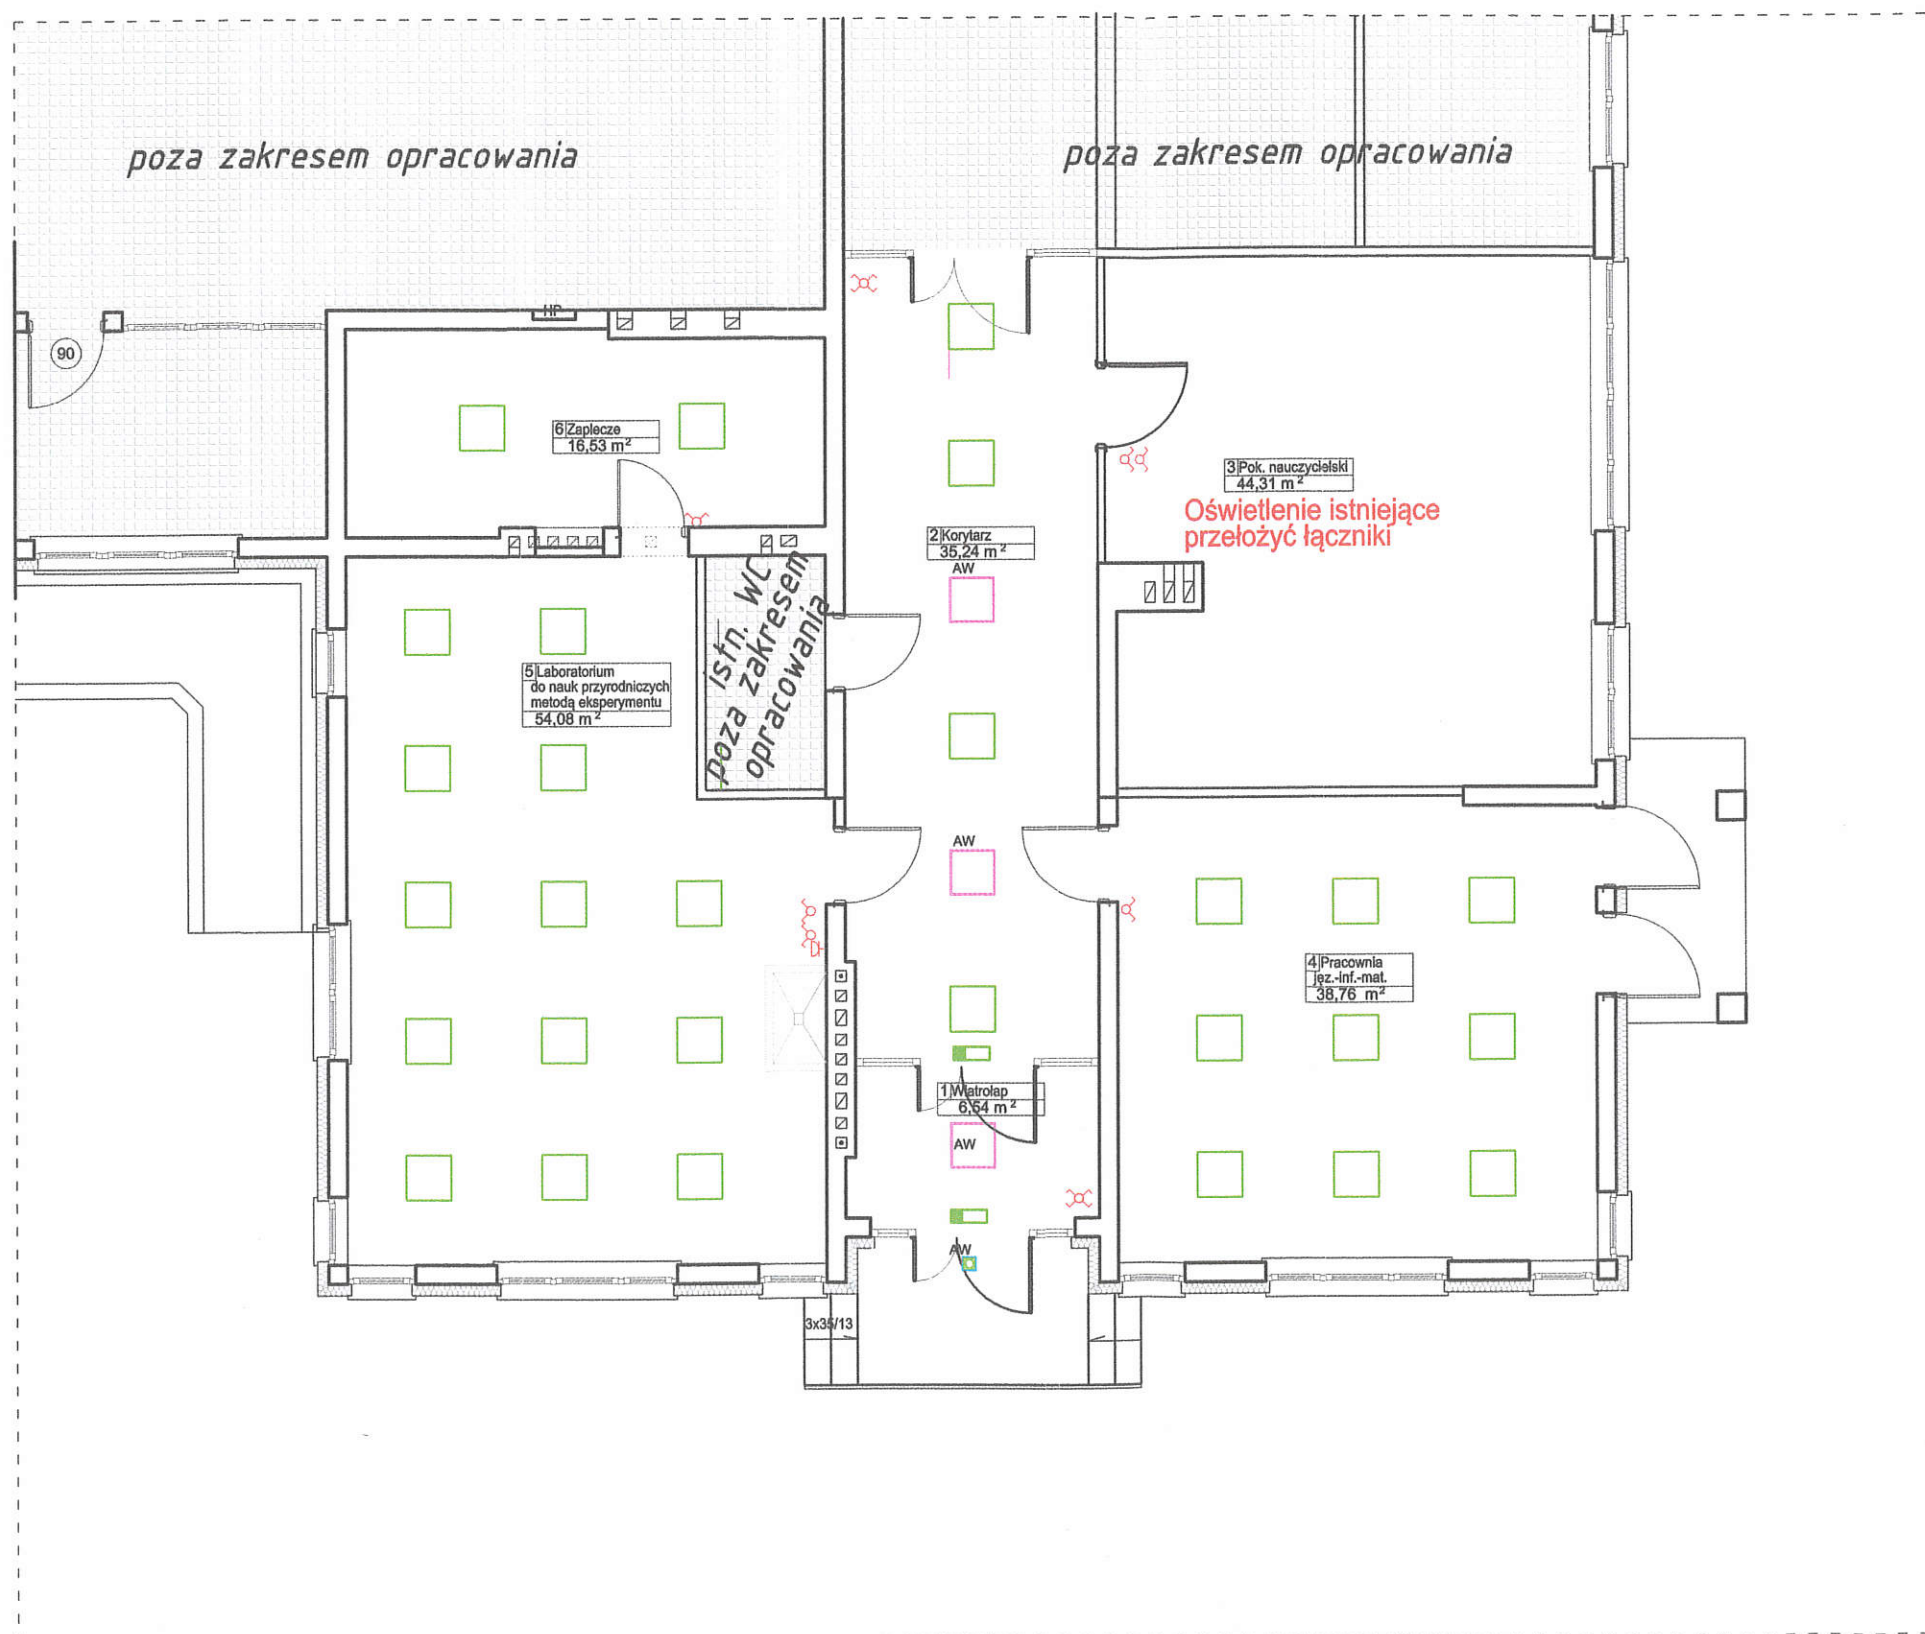 poza zakresem opracowania
poza zakresem opracowania
HP
90
6 Zaplecze
16,53 m²
3 Pok. nauczycielski
44,31 m²
Oświetlenie istniejące
przełożyć łączniki
2 Korytarz
35,24 m²
AW
istn. WC
poza zakresem
opracowania
5 Laboratorium
do nauk przyrodniczych
metodą eksperymentu
54,08 m²
AW
4 Pracownia
jęz.-inf.-mat.
38,76 m²
1 Wiatrołap
6,54 m²
AW
AW
3x35/13